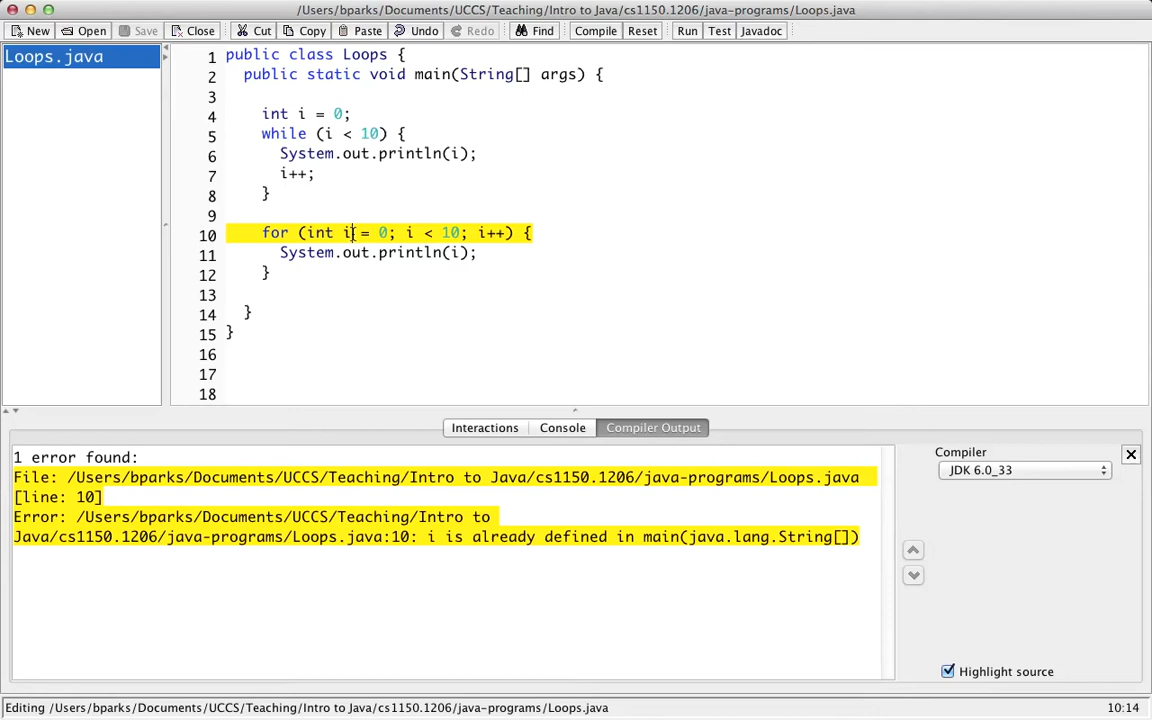 /Users/bparks/Documents/UCCS/Teaching/Intro to Java/cs1150.1206/java-programs/Loops.java
New Open Save Close Cut Copy Paste Undo Redo Find Compile Reset Run Test Javadoc
Loops.java
1 public class Loops {
2 public static void main(String[] args) {
3
4 int i = 0;
5 while (i < 10) {
6 System.out.println(i);
7 i++;
8 }
9
10 for (int i = 0; i < 10; i++) {
11 System.out.println(i);
12 }
13
14 }
15 }
16
17
18
Interactions Console Compiler Output
1 error found:
File: /Users/bparks/Documents/UCCS/Teaching/Intro to Java/cs1150.1206/java-programs/Loops.java
[line: 10]
Error: /Users/bparks/Documents/UCCS/Teaching/Intro to
Java/cs1150.1206/java-programs/Loops.java:10: i is already defined in main(java.lang.String[])
Compiler
JDK 6.0_33
Highlight source
Editing /Users/bparks/Documents/UCCS/Teaching/Intro to Java/cs1150.1206/java-programs/Loops.java 10:14